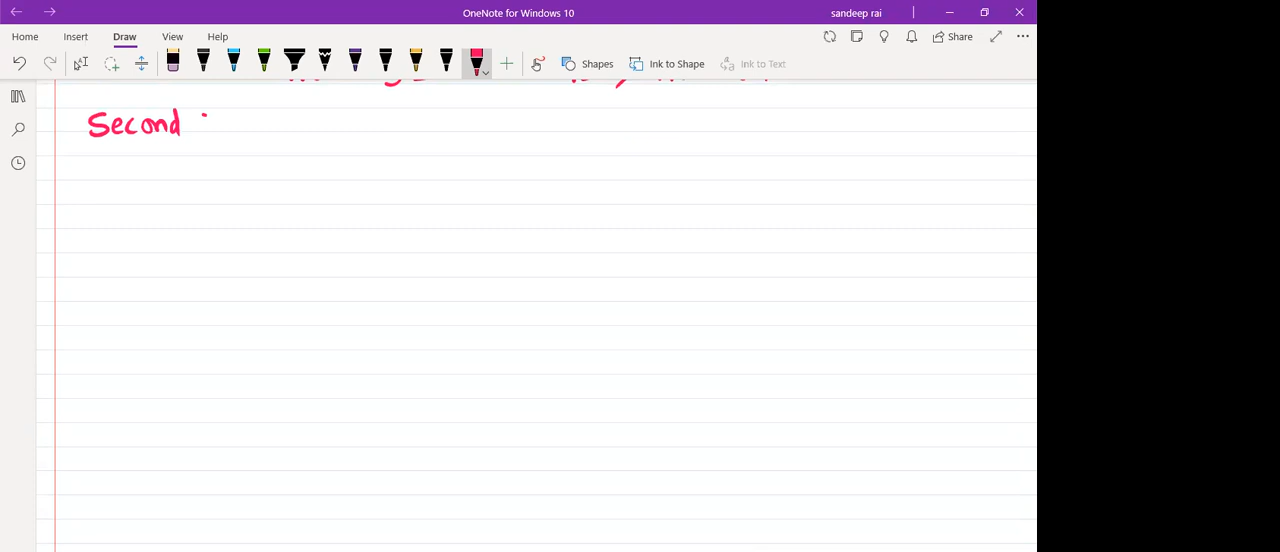 OneNote for Windows 10
sandeep rai
Home Insert Draw View Help
Share
Shapes
Ink to Shape
Ink to Text
Second